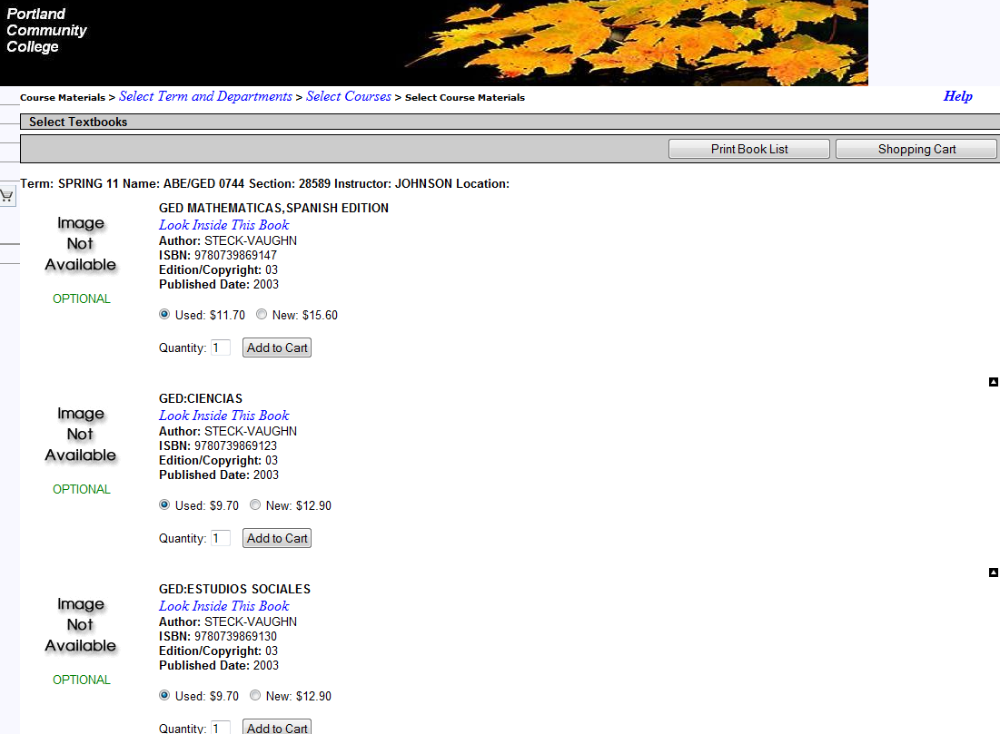 Portland
Community
College
Course Materials > Select Term and Departments > Select Courses > Select Course Materials
Help
Select Textbooks
Print Book List
Shopping Cart
Term: SPRING 11 Name: ABE/GED 0744 Section: 28589 Instructor: JOHNSON Location:
Image
Not
Available
OPTIONAL
GED MATHEMATICAS,SPANISH EDITION
Look Inside This Book
Author: STECK-VAUGHN
ISBN: 9780739869147
Edition/Copyright: 03
Published Date: 2003
Used: $11.70 New: $15.60
Quantity: 1 Add to Cart
Image
Not
Available
OPTIONAL
GED:CIENCIAS
Look Inside This Book
Author: STECK-VAUGHN
ISBN: 9780739869123
Edition/Copyright: 03
Published Date: 2003
Used: $9.70 New: $12.90
Quantity: 1 Add to Cart
Image
Not
Available
OPTIONAL
GED:ESTUDIOS SOCIALES
Look Inside This Book
Author: STECK-VAUGHN
ISBN: 9780739869130
Edition/Copyright: 03
Published Date: 2003
Used: $9.70 New: $12.90
Quantity: 1 Add to Cart